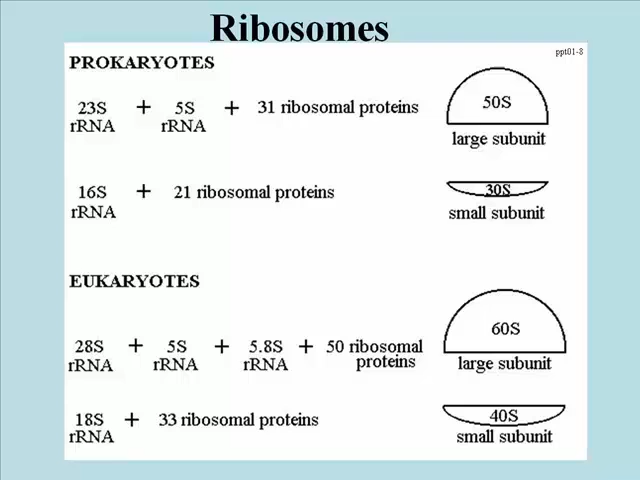 Ribosomes
ppt01-8
PROKARYOTES
23S + 5S + 31 ribosomal proteins 50S
rRNA rRNA
large subunit
16S + 21 ribosomal proteins 30S
rRNA small subunit
EUKARYOTES
60S
28S + 5S + 5.8S + 50 ribosomal
rRNA rRNA rRNA proteins large subunit
18S + 33 ribosomal proteins 40S
rRNA small subunit